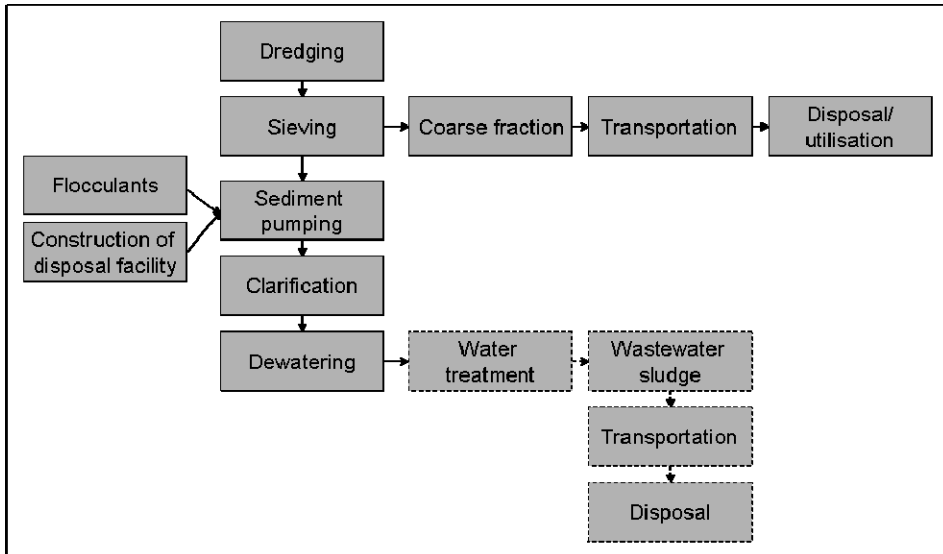 Dredging
Sieving
Coarse fraction
Transportation
Disposal/
utilisation
Flocculants
Sediment
pumping
Construction of
disposal facility
Clarification
Dewatering
Water
treatment
Wastewater
sludge
Transportation
Disposal